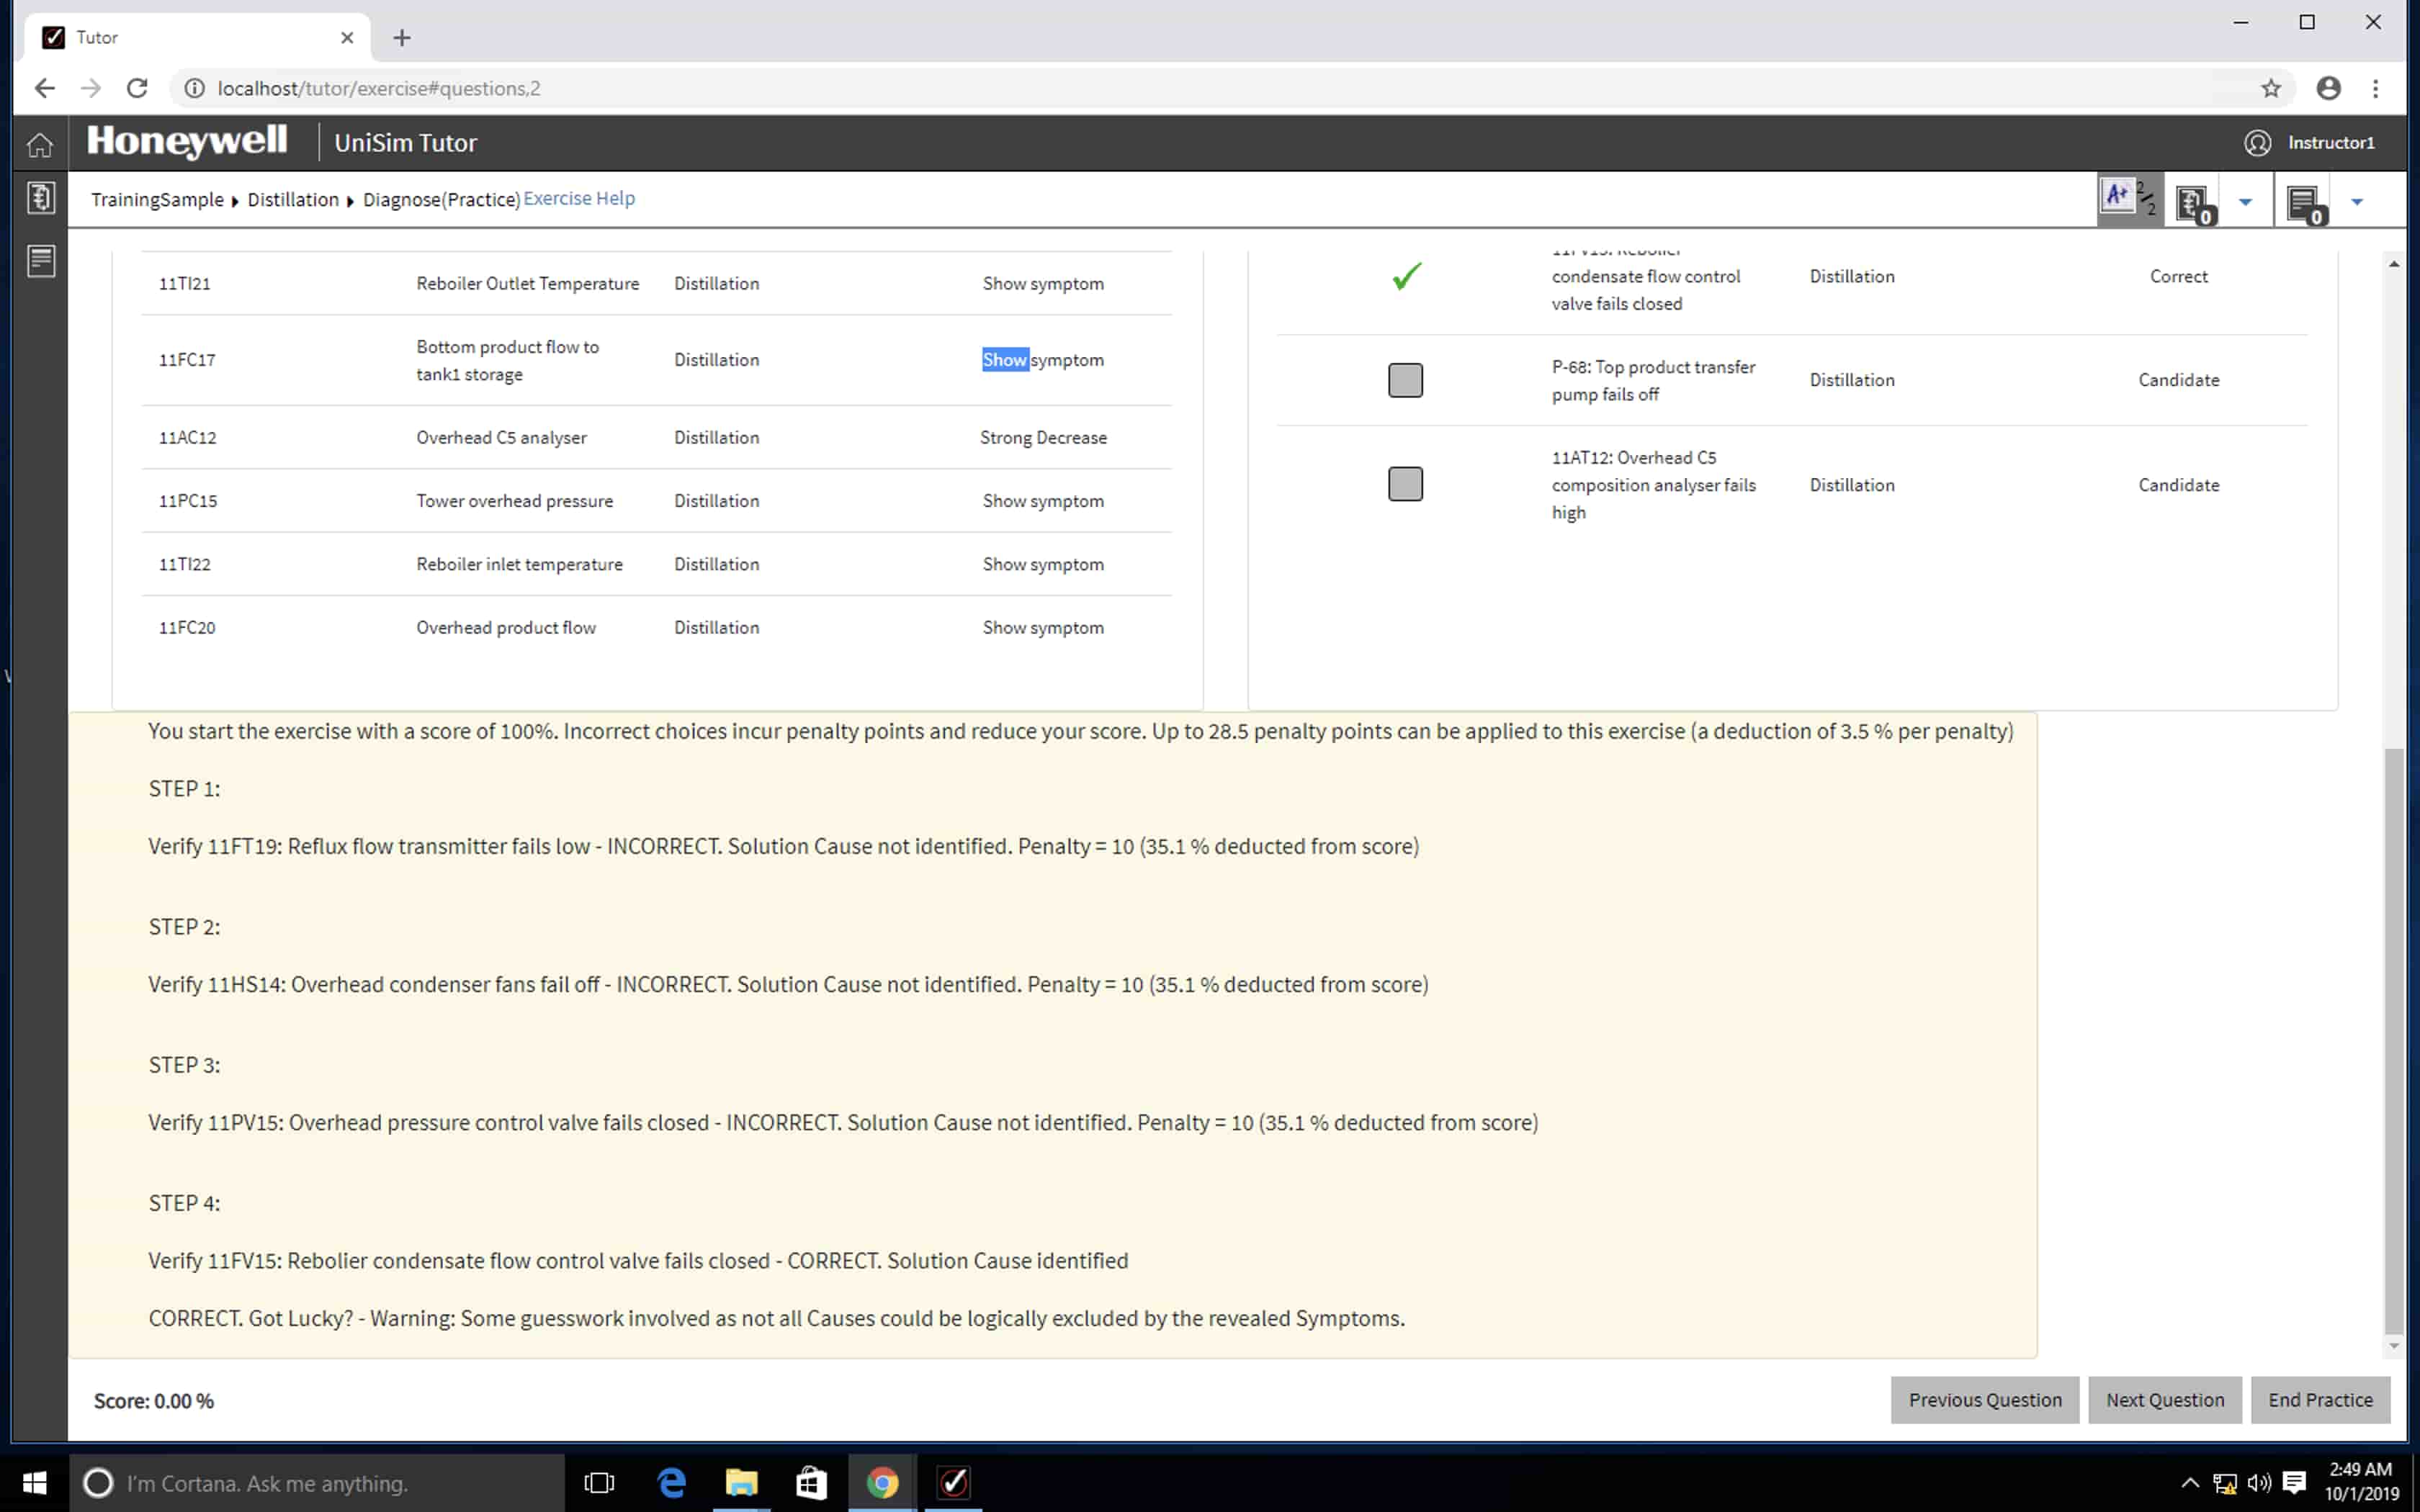 Tutor
localhost/tutor/exercise#questions,2
Honeywell UniSim Tutor Instructor1
TrainingSample Distillation Diagnose(Practice) Exercise Help
A+ 2/2 0 0
11TI21 Reboiler Outlet Temperature Distillation Show symptom
11FC17 Bottom product flow to
tank1 storage Distillation Show symptom
11AC12 Overhead C5 analyser Distillation Strong Decrease
11PC15 Tower overhead pressure Distillation Show symptom
11TI22 Reboiler inlet temperature Distillation Show symptom
11FC20 Overhead product flow Distillation Show symptom
condensate flow control
valve fails closed Distillation Correct
P-68: Top product transfer
pump fails off Distillation Candidate
11AT12: Overhead C5
composition analyser fails
high Distillation Candidate
You start the exercise with a score of 100%. Incorrect choices incur penalty points and reduce your score. Up to 28.5 penalty points can be applied to this exercise (a deduction of 3.5 % per penalty)
STEP 1:
Verify 11FT19: Reflux flow transmitter fails low - INCORRECT. Solution Cause not identified. Penalty = 10 (35.1 % deducted from score)
STEP 2:
Verify 11HS14: Overhead condenser fans fail off - INCORRECT. Solution Cause not identified. Penalty = 10 (35.1 % deducted from score)
STEP 3:
Verify 11PV15: Overhead pressure control valve fails closed - INCORRECT. Solution Cause not identified. Penalty = 10 (35.1 % deducted from score)
STEP 4:
Verify 11FV15: Rebolier condensate flow control valve fails closed - CORRECT. Solution Cause identified
CORRECT. Got Lucky? - Warning: Some guesswork involved as not all Causes could be logically excluded by the revealed Symptoms.
Score: 0.00 %
Previous Question Next Question End Practice
I'm Cortana. Ask me anything.
2:49 AM
10/1/2019